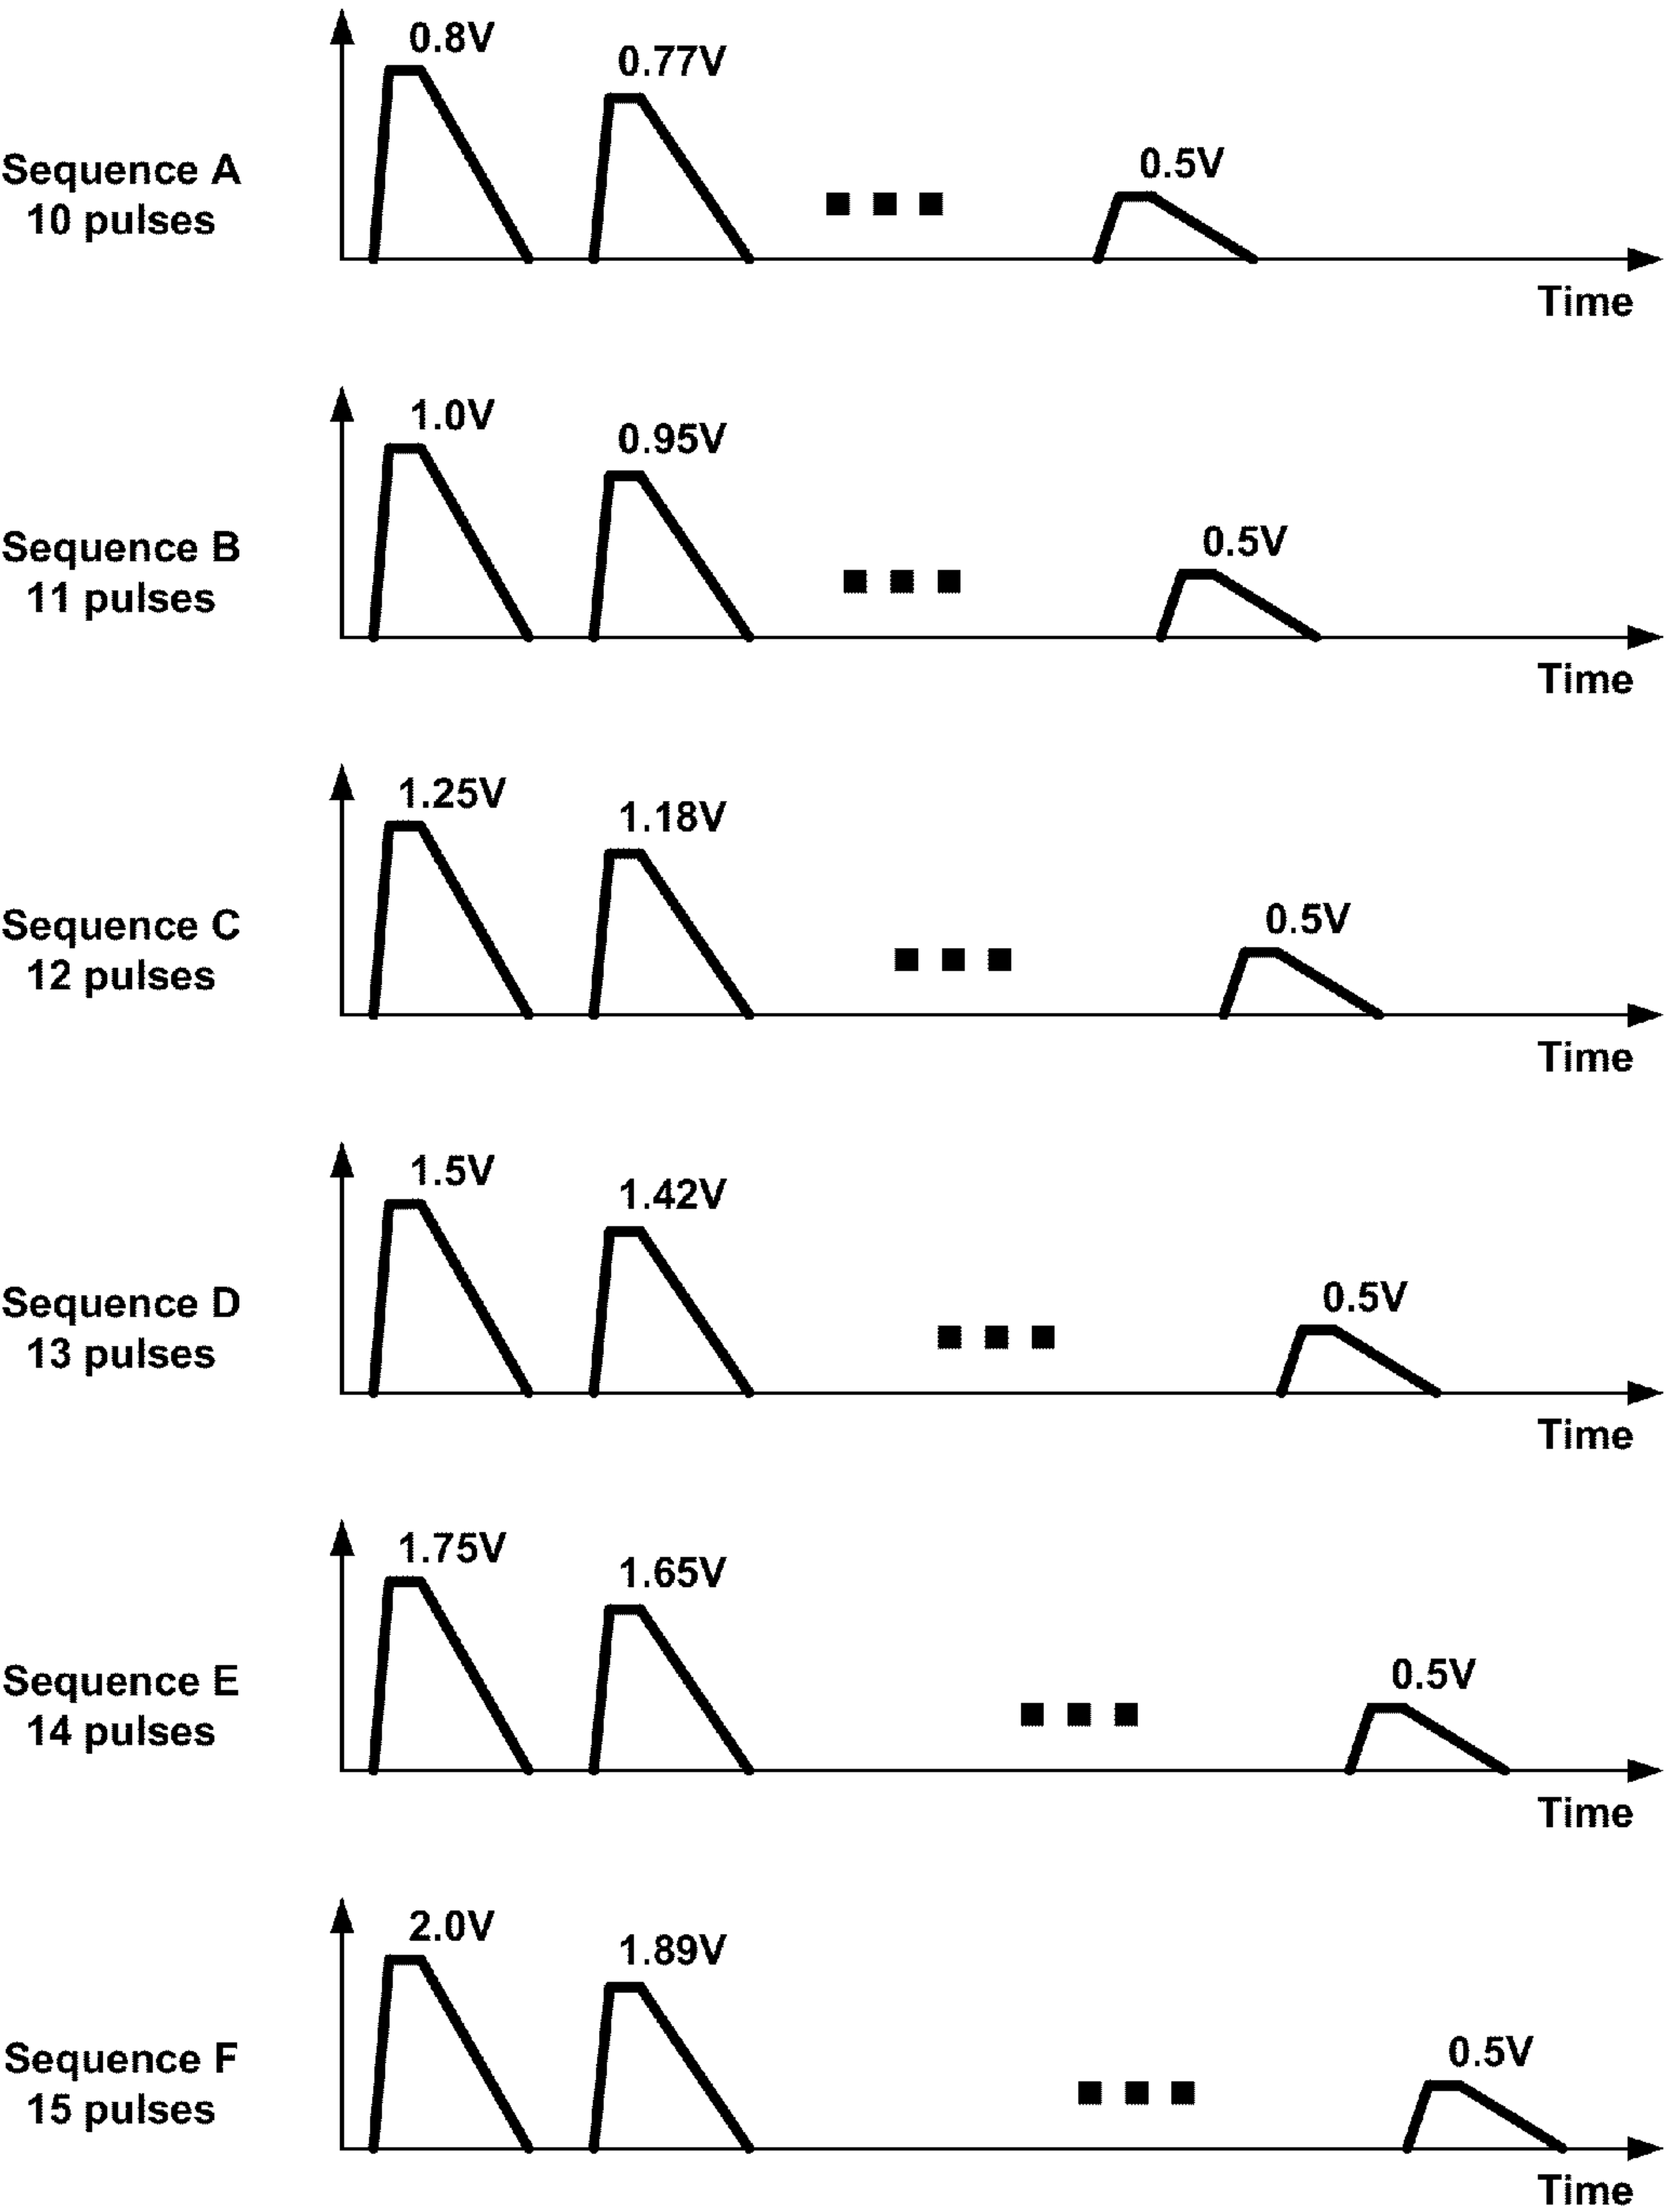 0.8V
0.77V
0.5V
Sequence A
10 pulses
Time
1.0V
0.95V
0.5V
Sequence B
11 pulses
Time
1.25V
1.18V
0.5V
Sequence C
12 pulses
Time
1.5V
1.42V
0.5V
Sequence D
13 pulses
Time
1.75V
1.65V
0.5V
Sequence E
14 pulses
Time
2.0V
1.89V
0.5V
Sequence F
15 pulses
Time